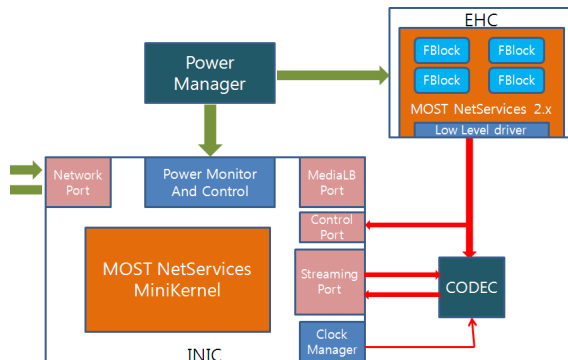 EHC
FBlock
FBlock
FBlock
FBlock
MOST NetServices 2.x
Low Level driver
Power
Manager
Network
Port
Power Monitor
And Control
MediaLB
Port
Control
Port
MOST NetServices
MiniKernel
Streaming
Port
CODEC
Clock
Manager
INIC